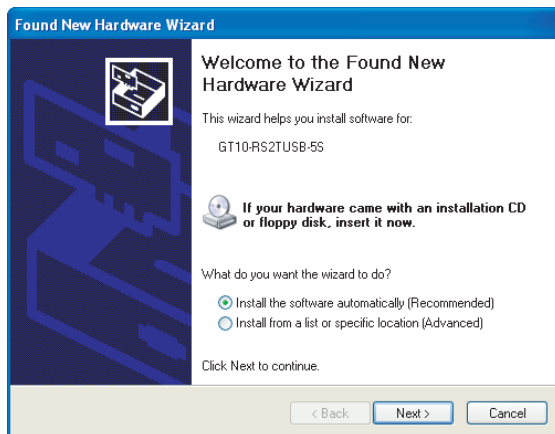 Found New Hardware Wizard
Welcome to the Found New
Hardware Wizard
This wizard helps you install software for:
GT10-RS2TUSB-5S
If your hardware came with an installation CD
or floppy disk, insert it now.
What do you want the wizard to do?
Install the software automatically (Recommended)
Install from a list or specific location (Advanced)
Click Next to continue.
< Back Next > Cancel